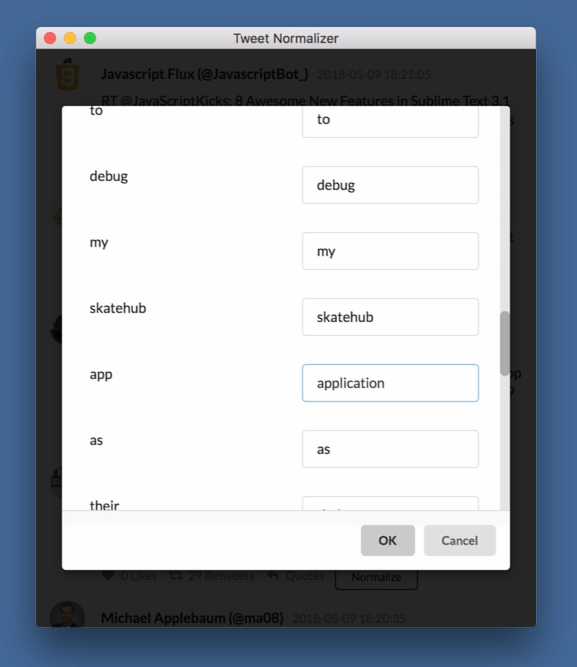 Tweet Normalizer
Javascript Flux (@JavascriptBot_) 2018-05-09 18:21:05
RT @JavaScriptKicks: 8 Awesome New Features in Sublime Text 3.1
to to
debug debug
my my
skatehub skatehub
app application
as as
their
OK Cancel
0 Likes 29 Retweets Quotes Normalize
Michael Applebaum (@ma08) 2018-05-09 18:20:35